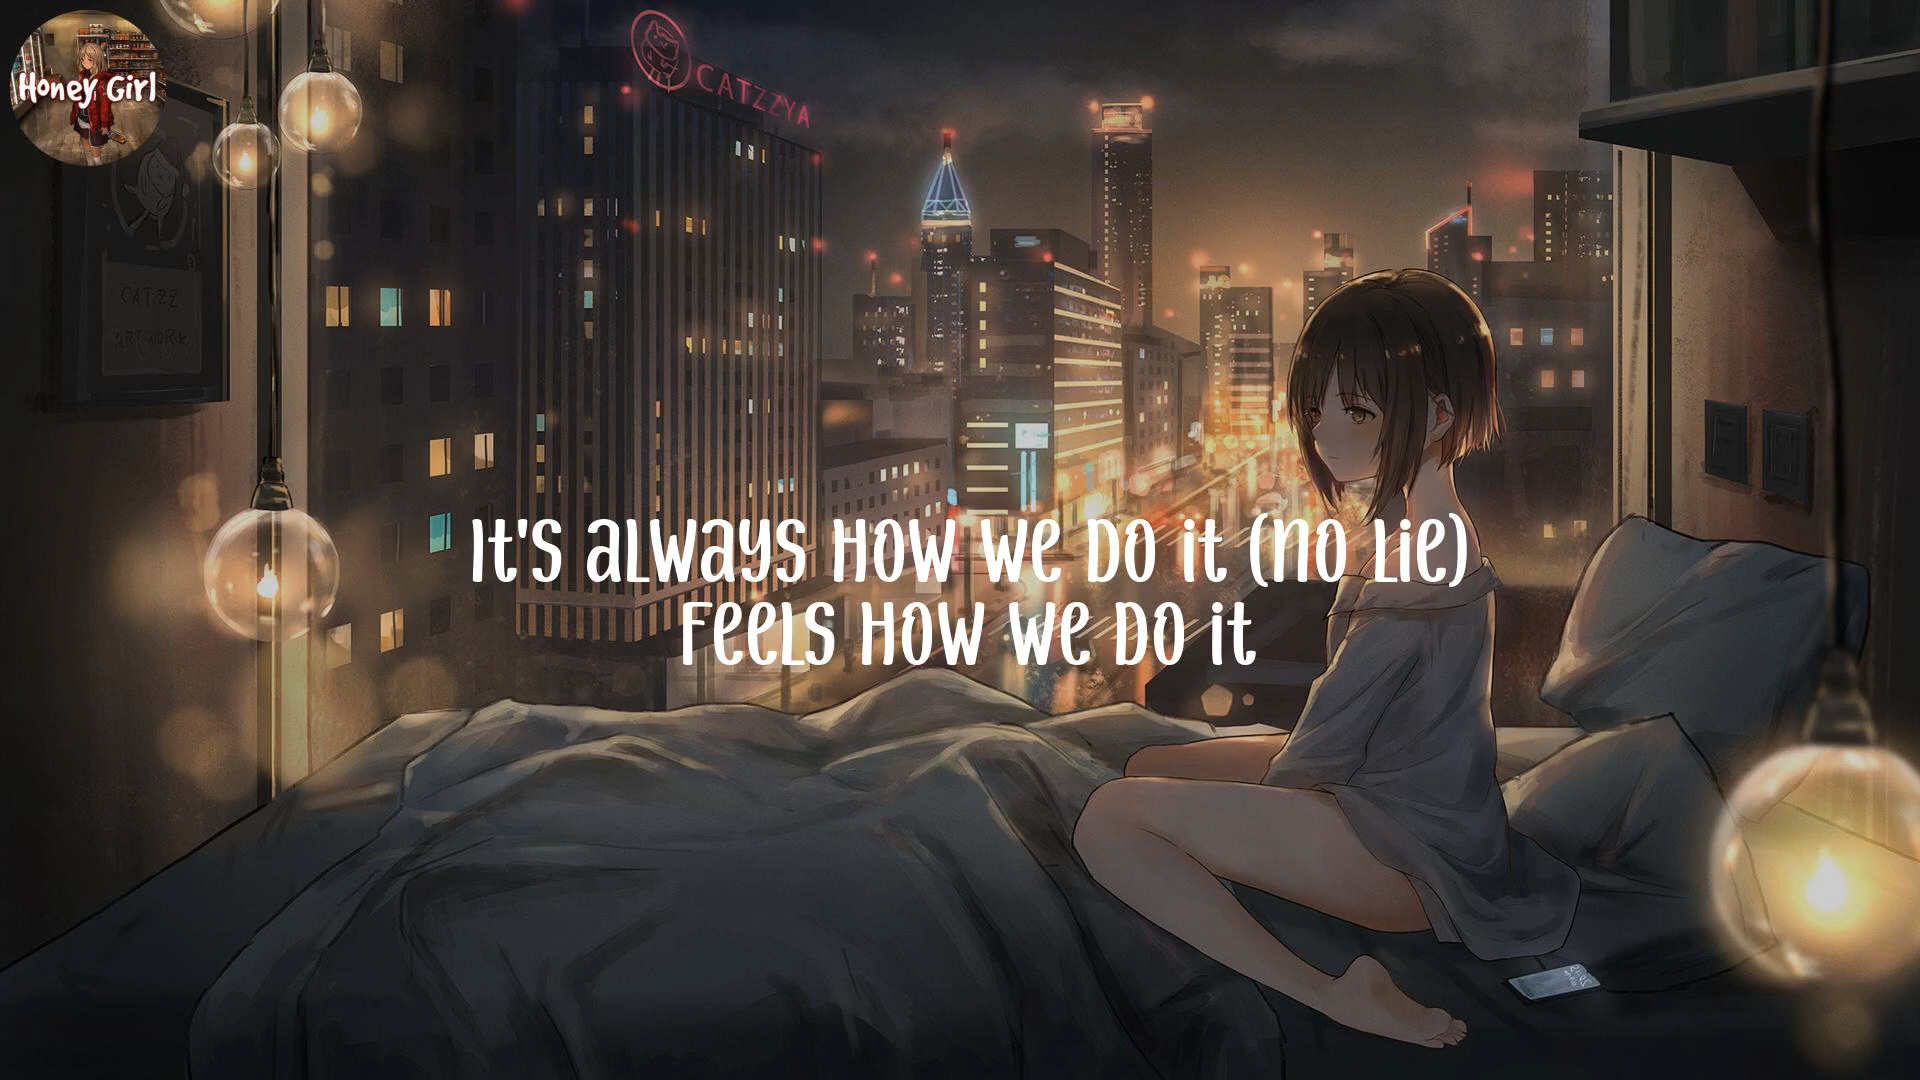 Honey Girl
CATZZYA
CATZZ
ARTWORK
It's always how we do it (no lie)
Feels how we do it